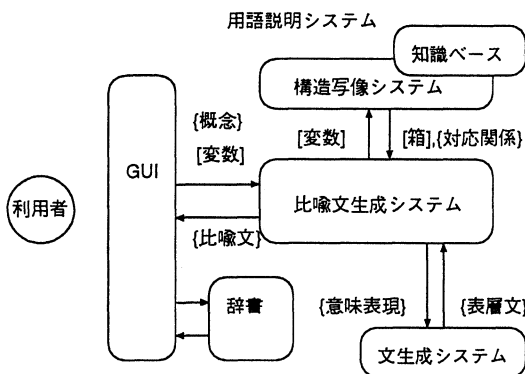 用語説明システム
知識ベース
構造写像システム
{概念}
[変数]
[変数]
[箱],{対応関係}
GUI
利用者
比喩文生成システム
{比喩文}
辞書
{意味表現}
{表層文}
文生成システム